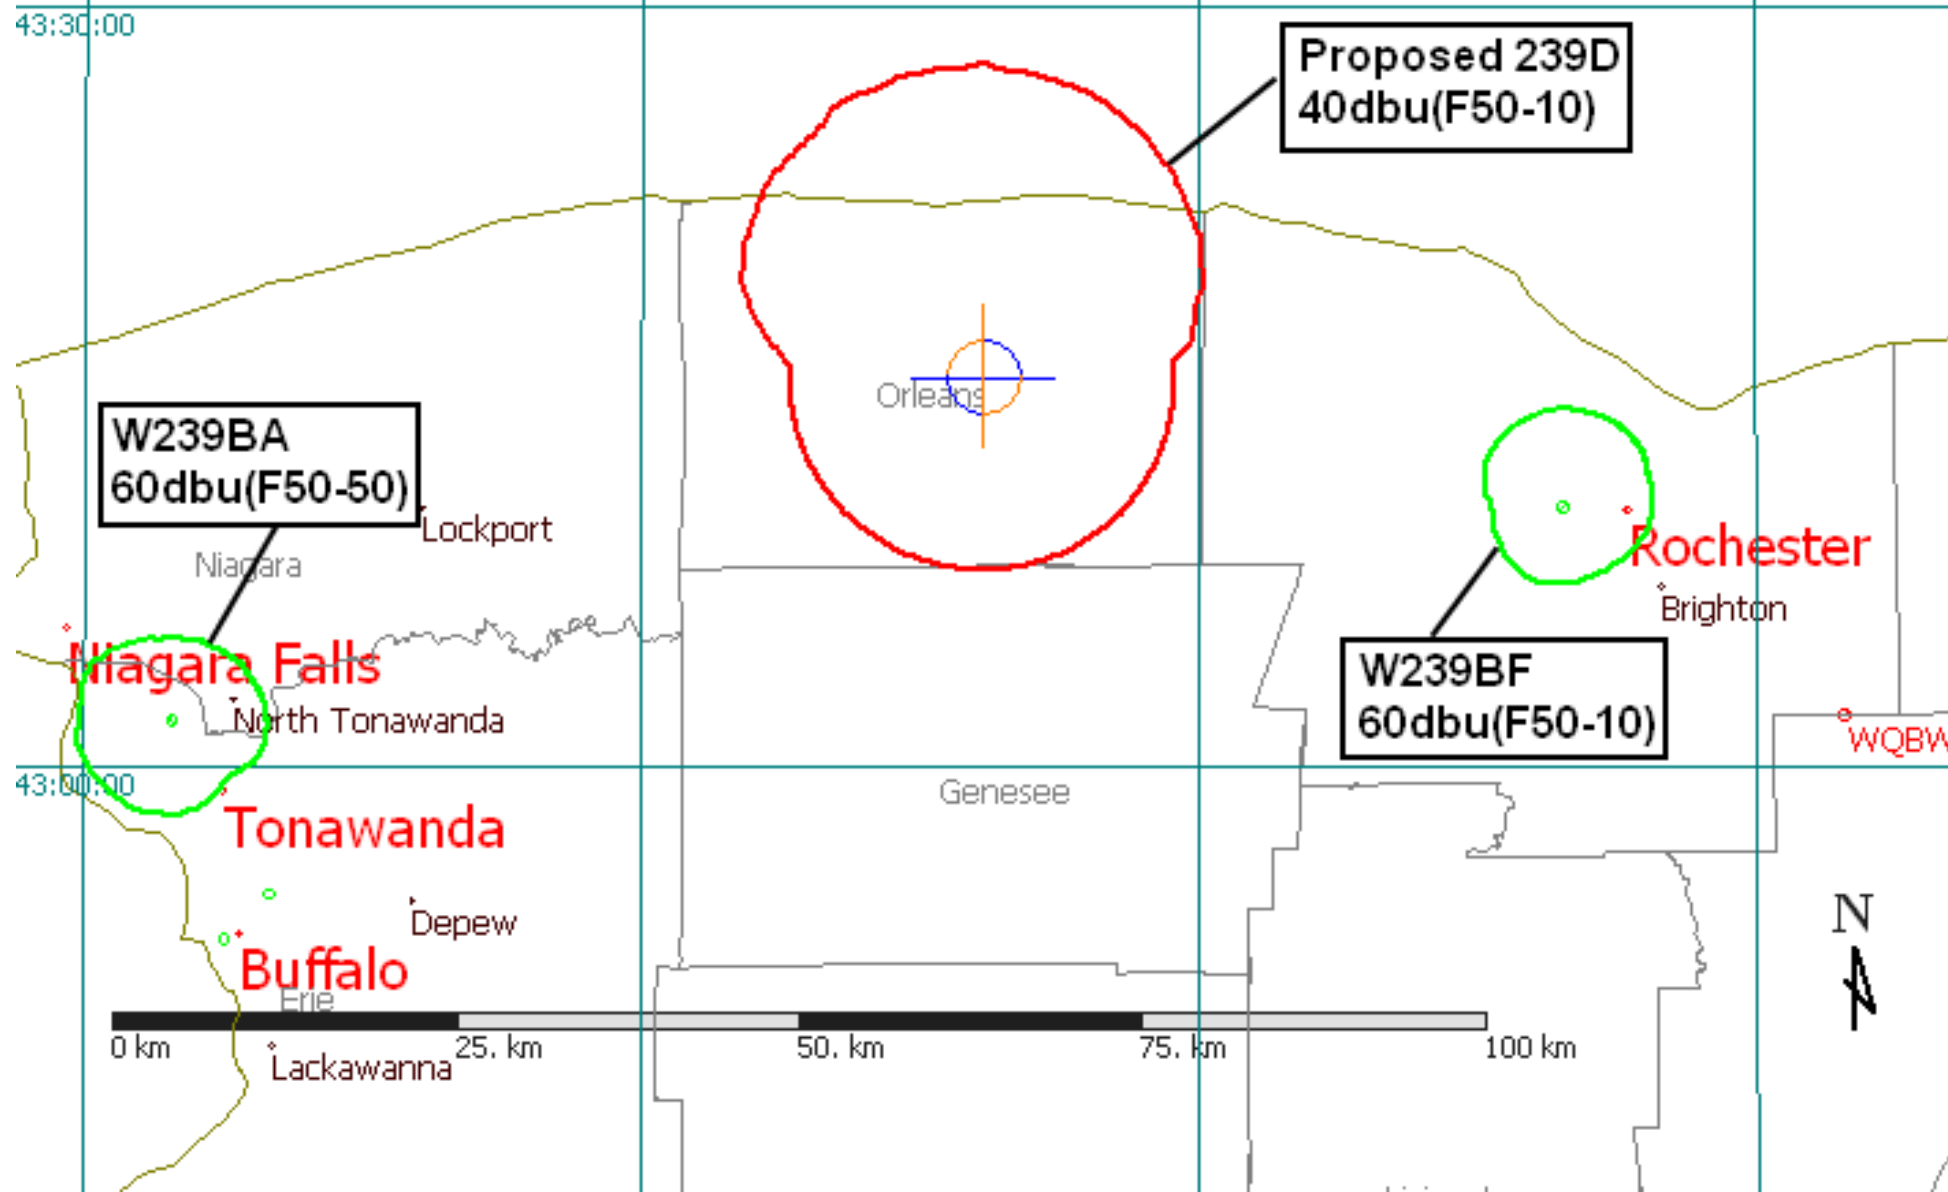 43:30:00
Proposed 239D
40dbu(F50-10)
Orleans
W239BA
60dbu(F50-50)
Lockport
Niagara
Rochester
Brighton
Niagara Falls
North Tonawanda
W239BF
60dbu(F50-10)
WQBW
43:00:00
Genesee
Tonawanda
Depew
N
Buffalo
Erie
0 km
25. km
50. km
75. km
100 km
Lackawanna